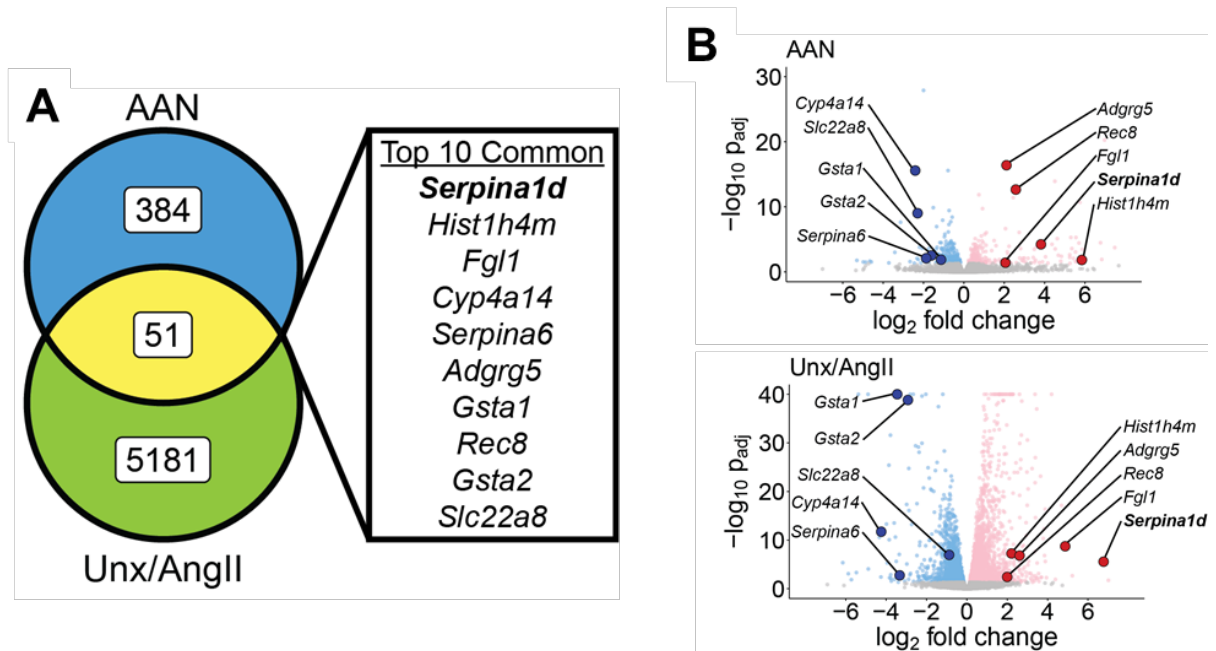 A
AAN
384
51
5181
Unx/AngII
Top 10 Common
Serpina1d
Hist1h4m
Fgl1
Cyp4a14
Serpina6
Adgrg5
Gsta1
Rec8
Gsta2
Slc22a8
B
AAN
−log10 padj
30
20
10
0
Cyp4a14
Slc22a8
Gsta1
Gsta2
Serpina6
Adgrg5
Rec8
Fgl1
Serpina1d
Hist1h4m
−6 −4 −2 0 2 4 6
log2 fold change
Unx/AngII
−log10 padj
40
30
20
10
0
Gsta1
Gsta2
Slc22a8
Cyp4a14
Serpina6
Hist1h4m
Adgrg5
Rec8
Fgl1
Serpina1d
−6 −4 −2 0 2 4 6
log2 fold change